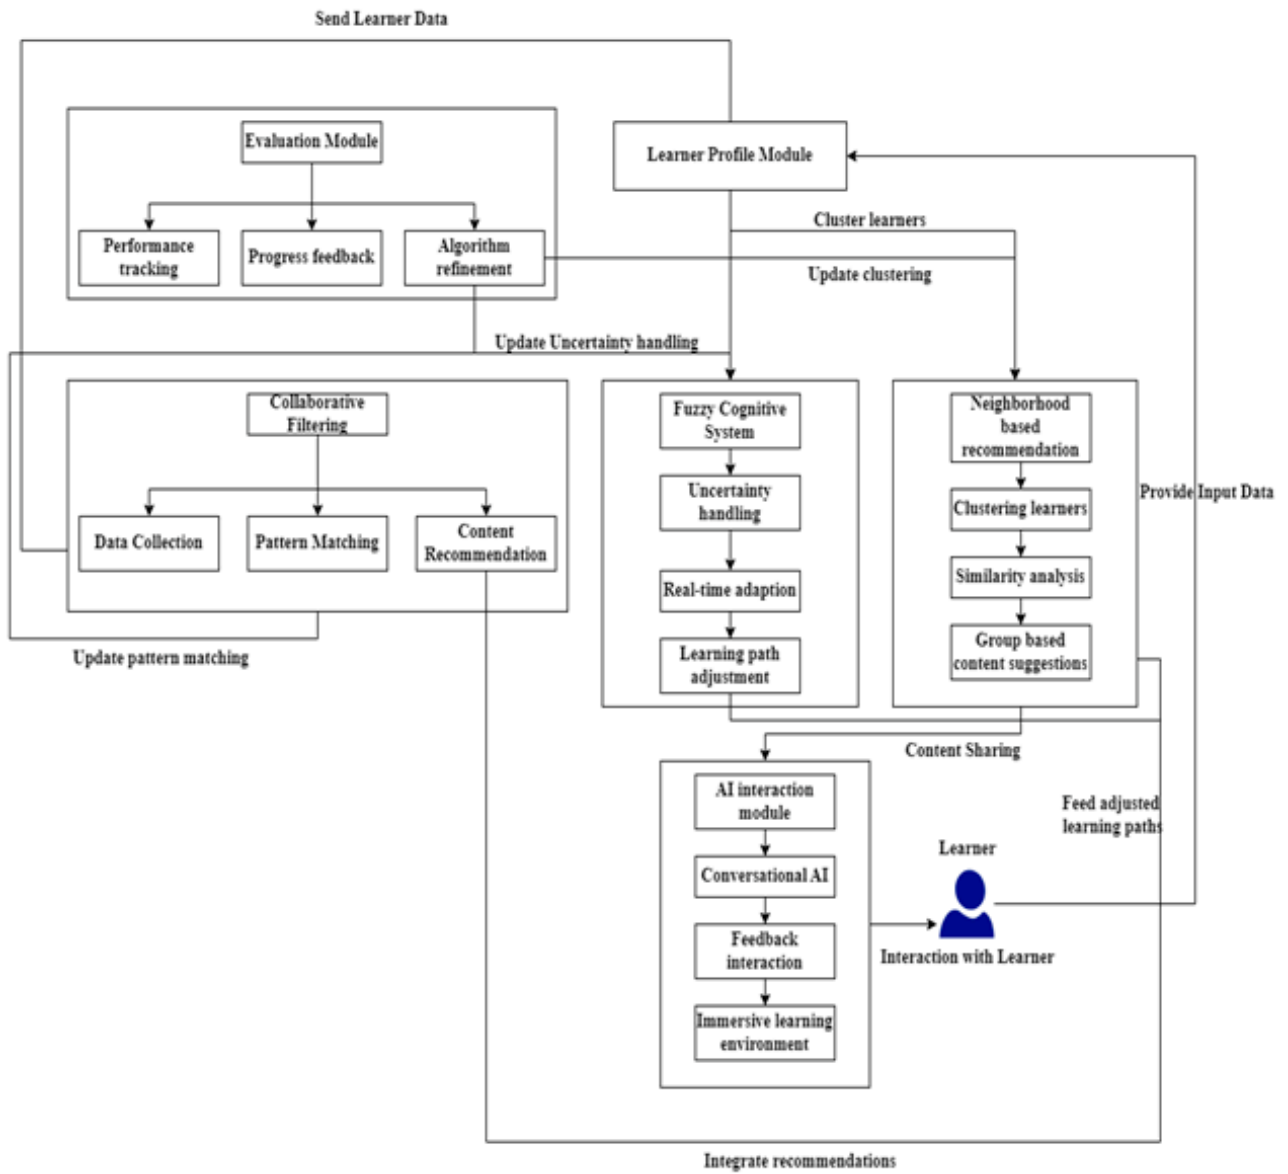 Send Learner Data
Evaluation Module
Learner Profile Module
Performance
tracking
Progress feedback
Algorithm
refinement
Cluster learners
Update clustering
Update Uncertainty handling
Collaborative
Filtering
Data Collection
Pattern Matching
Content
Recommendation
Update pattern matching
Fuzzy Cognitive
System
Uncertainty
handling
Real-time adaption
Learning path
adjustment
Neighborhood
based
recommendation
Clustering learners
Similarity analysis
Group based
content suggestions
Provide Input Data
Content Sharing
AI interaction
module
Conversational AI
Feedback
interaction
Immersive learning
environment
Feed adjusted
learning paths
Learner
Interaction with Learner
Integrate recommendations